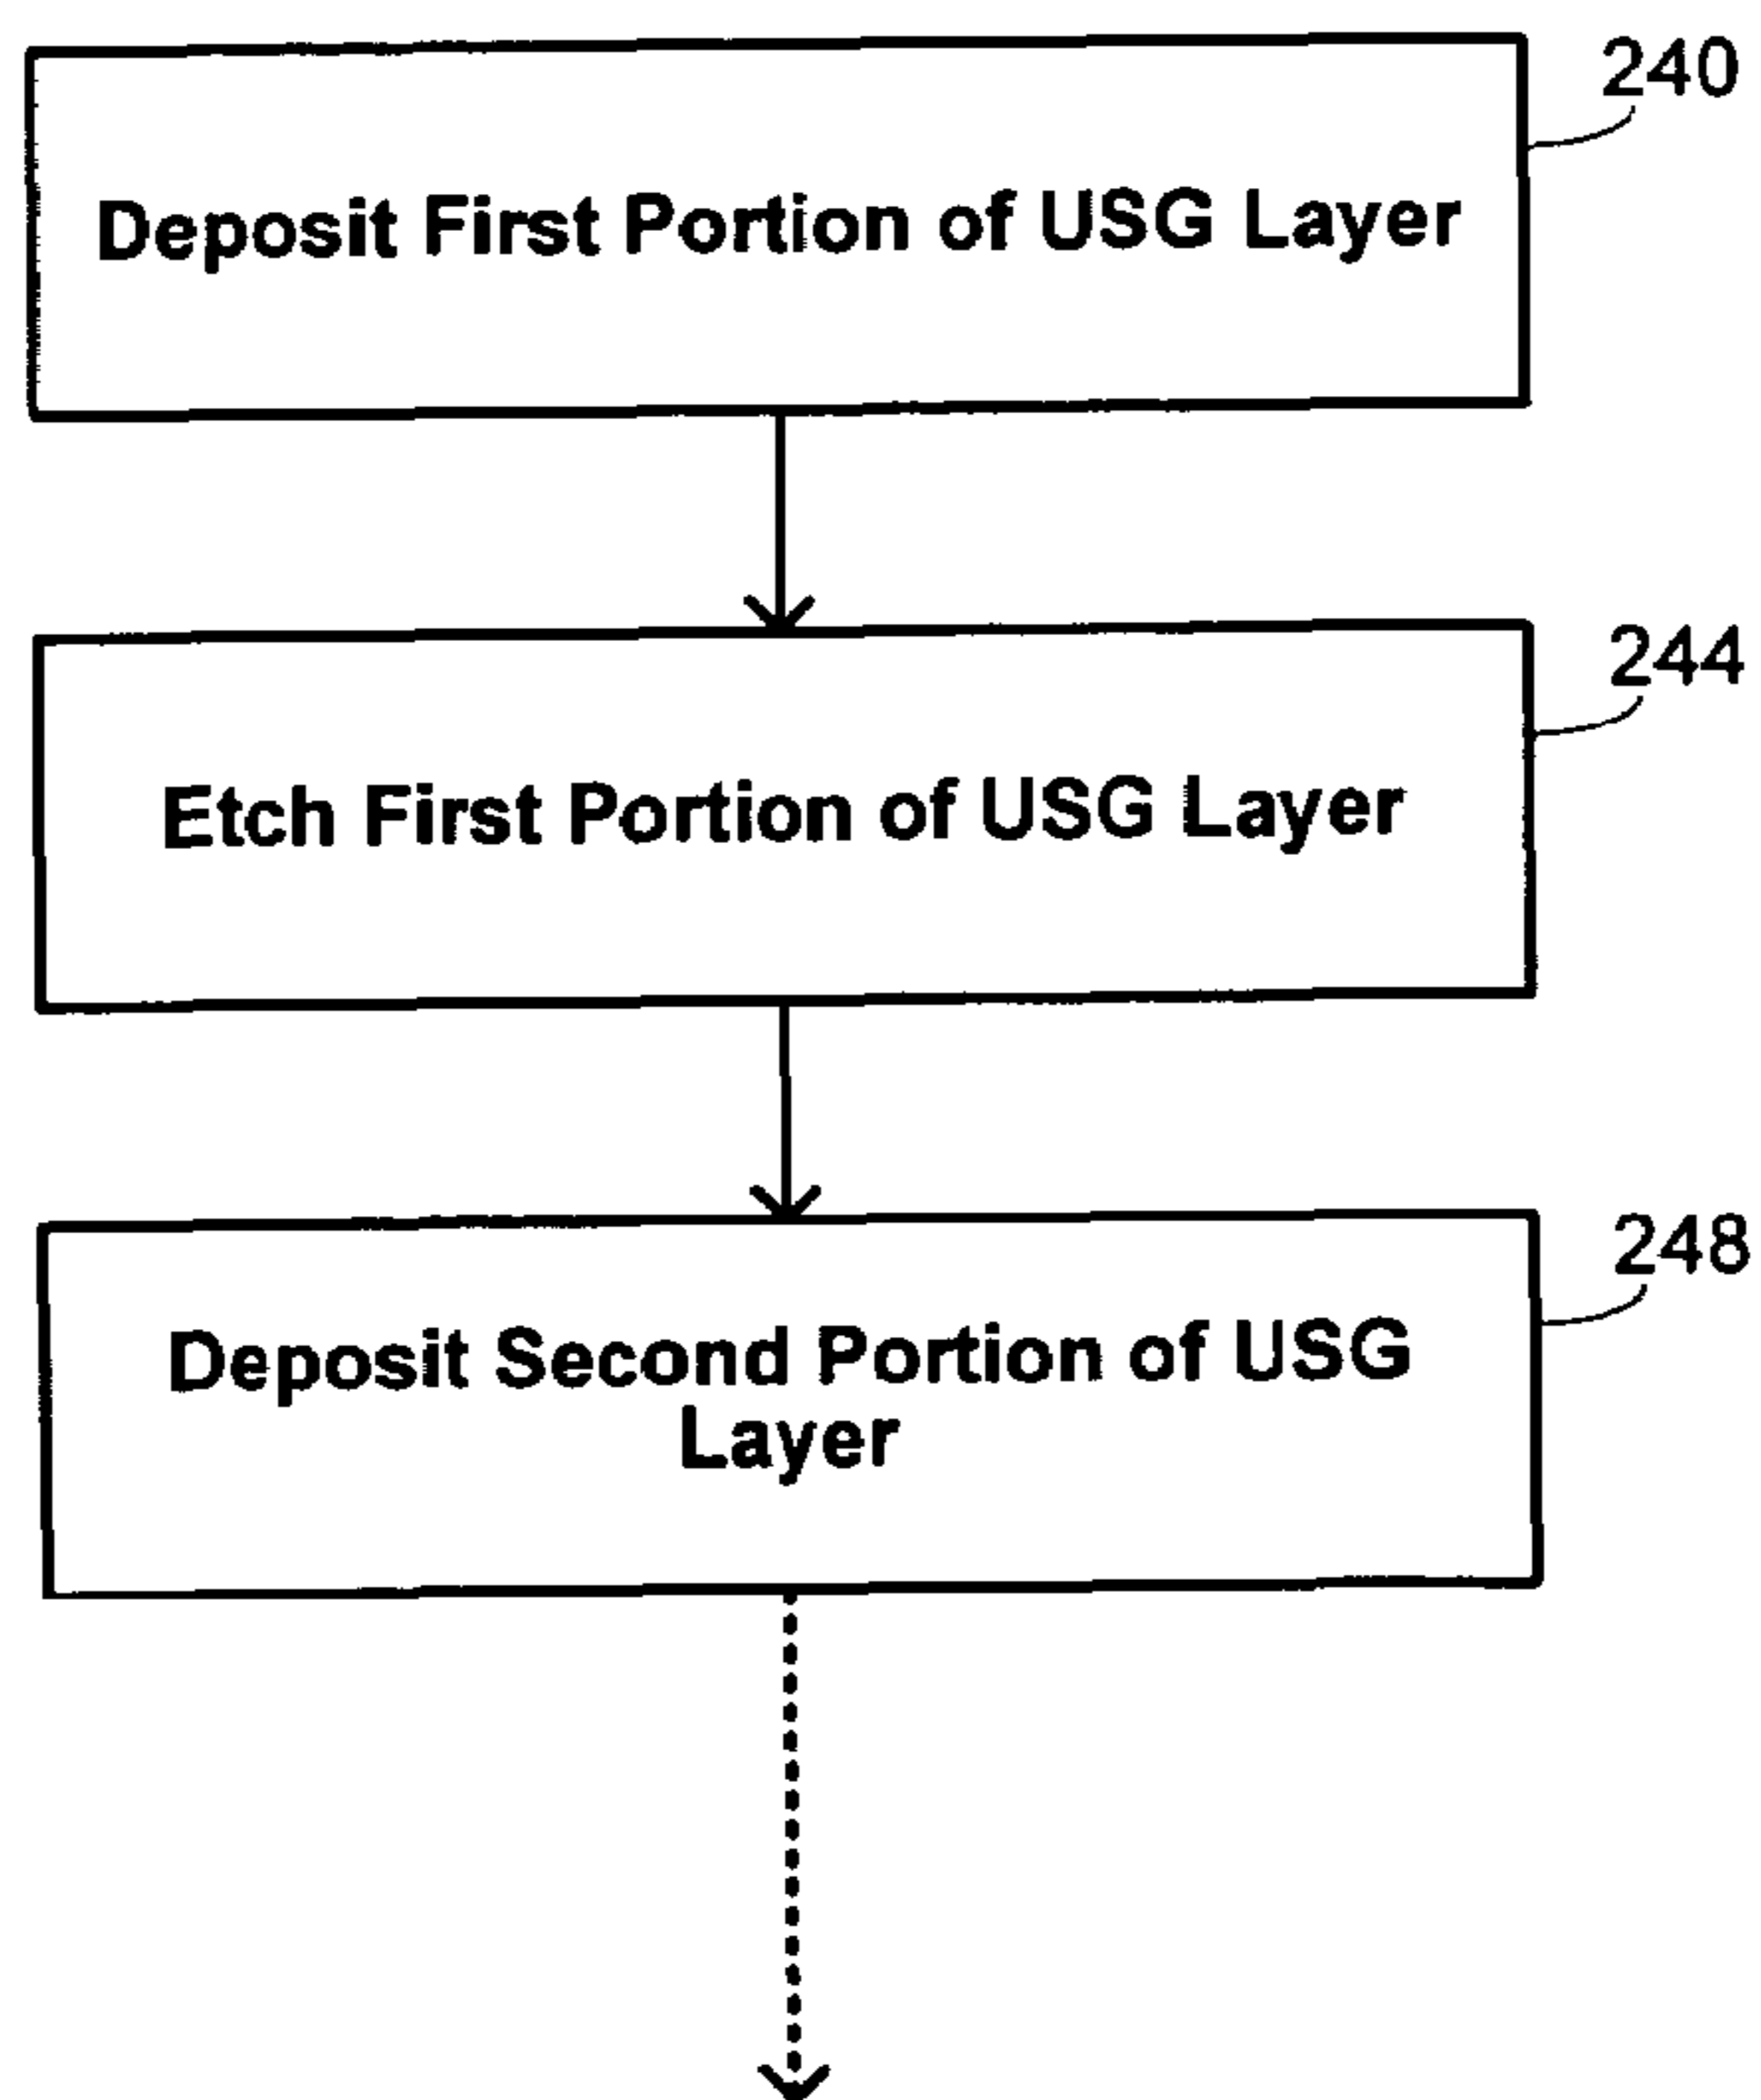 240
Deposit First Portion of USG Layer
244
Etch First Portion of USG Layer
248
Deposit Second Portion of USG
Layer